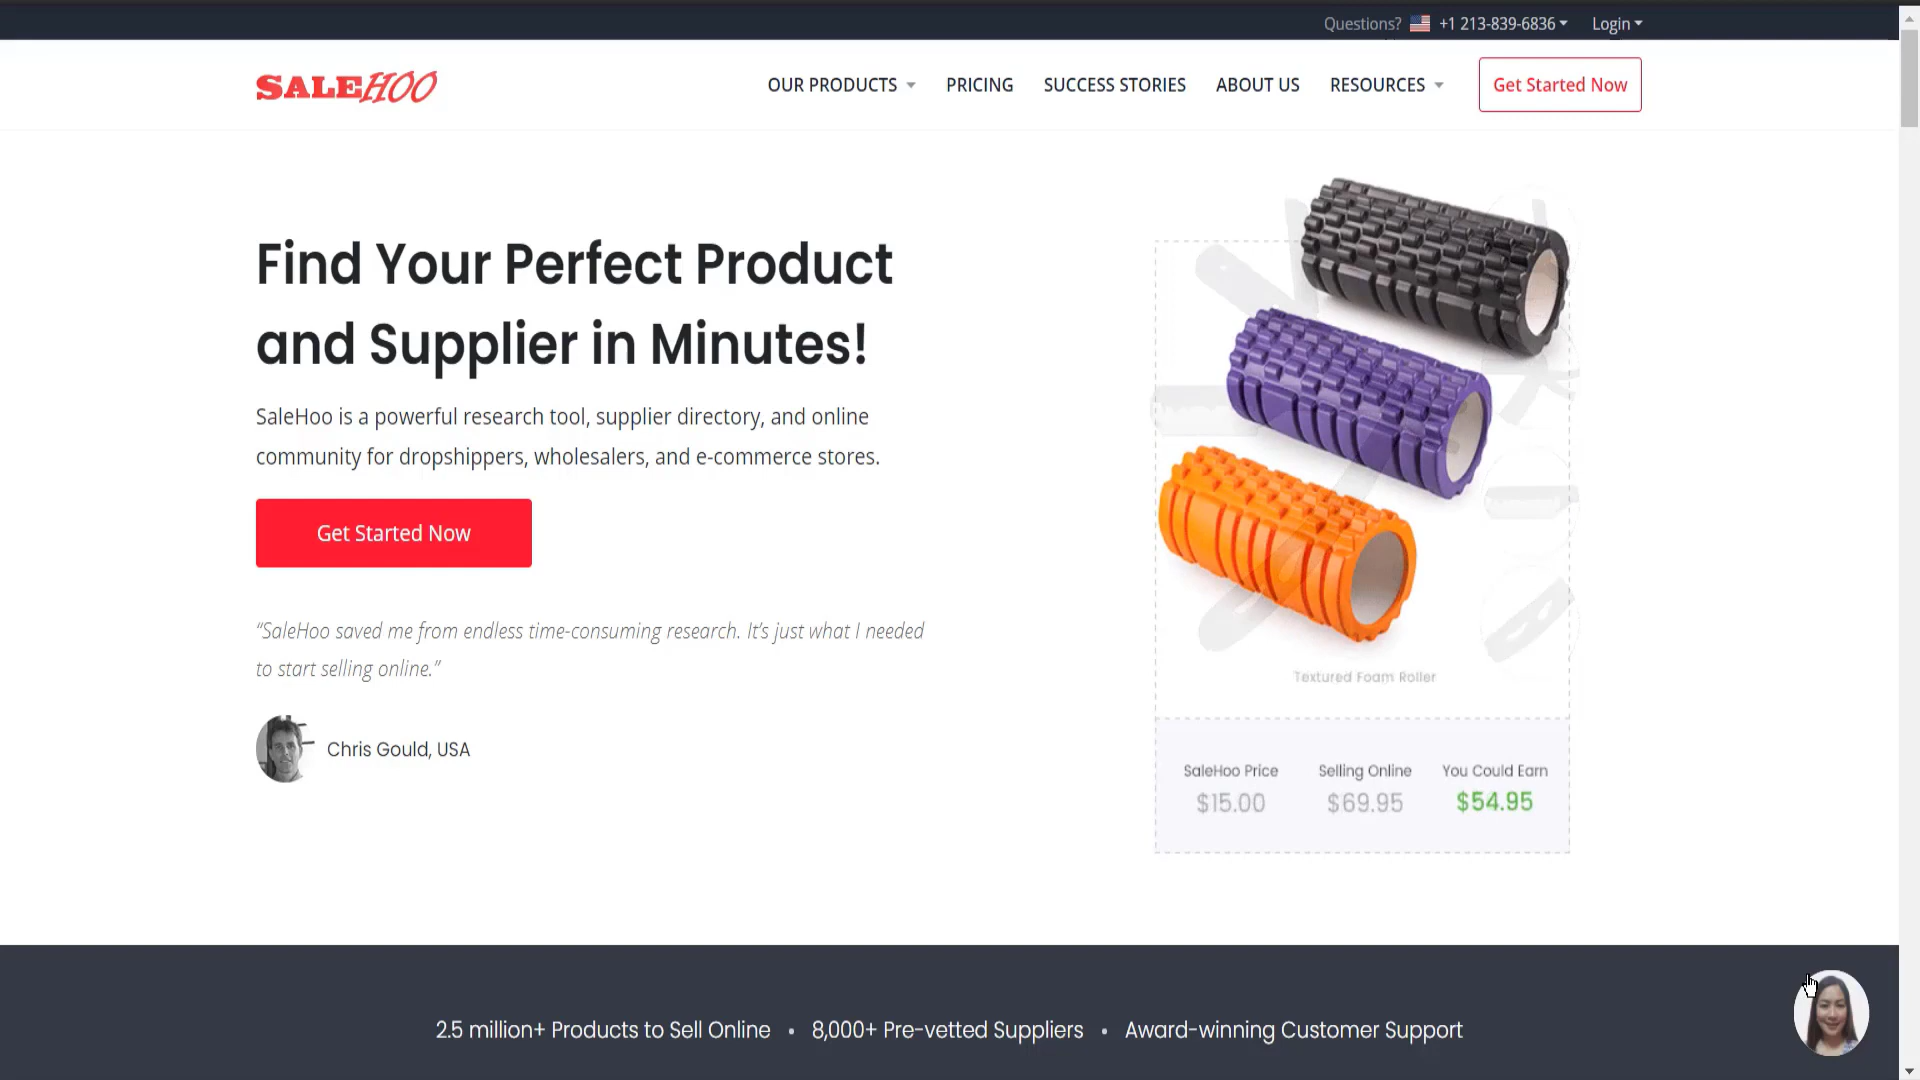 Questions? +1 213-839-6836 Login
SALEHOO
OUR PRODUCTS PRICING SUCCESS STORIES ABOUT US RESOURCES Get Started Now
Find Your Perfect Product
and Supplier in Minutes!
SaleHoo is a powerful research tool, supplier directory, and online
community for dropshippers, wholesalers, and e-commerce stores.
Get Started Now
“SaleHoo saved me from endless time-consuming research. It’s just what I needed
to start selling online.”
Chris Gould, USA
Textured Foam Roller
SaleHoo Price Selling Online You Could Earn
$15.00 $69.95 $54.95
2.5 million+ Products to Sell Online • 8,000+ Pre-vetted Suppliers • Award-winning Customer Support